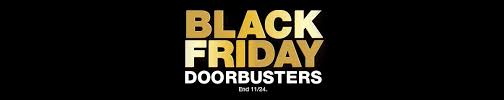 BLACK
FRIDAY
DOORBUSTERS
End 11/24.